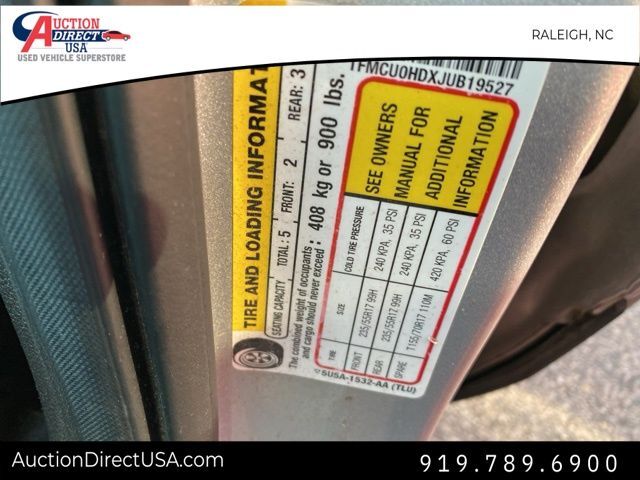 AUCTION
DIRECT
USA
USED VEHICLE SUPERSTORE
RALEIGH, NC
1FMCU0HDXJUB19527
TIRE AND LOADING INFORMATION
SEATING CAPACITY TOTAL: 5 FRONT: 2 REAR: 3
The combined weight of occupants
and cargo should never exceed: 408 kg or 900 lbs.
TIRE SIZE COLD TIRE PRESSURE
FRONT 235/55R17 99H 240 KPA, 35 PSI
REAR 235/55R17 99H 240 KPA, 35 PSI
SPARE T155/70R17 110M 420 KPA, 60 PSI
SEE OWNERS
MANUAL FOR
ADDITIONAL
INFORMATION
5U5A-1532-AA (TLU)
AuctionDirectUSA.com
919.789.6900